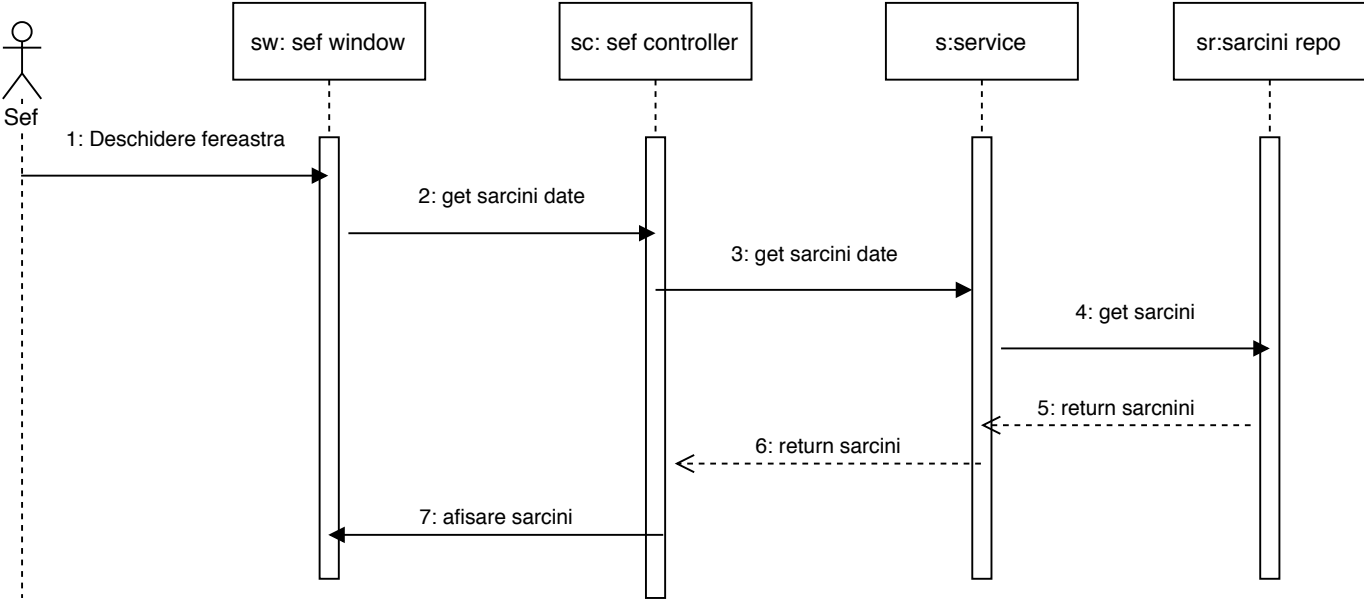 sw: sef window
sc: sef controller
s:service
sr:sarcini repo
Sef
1: Deschidere fereastra
2: get sarcini date
3: get sarcini date
4: get sarcini
5: return sarcnini
6: return sarcini
7: afisare sarcini